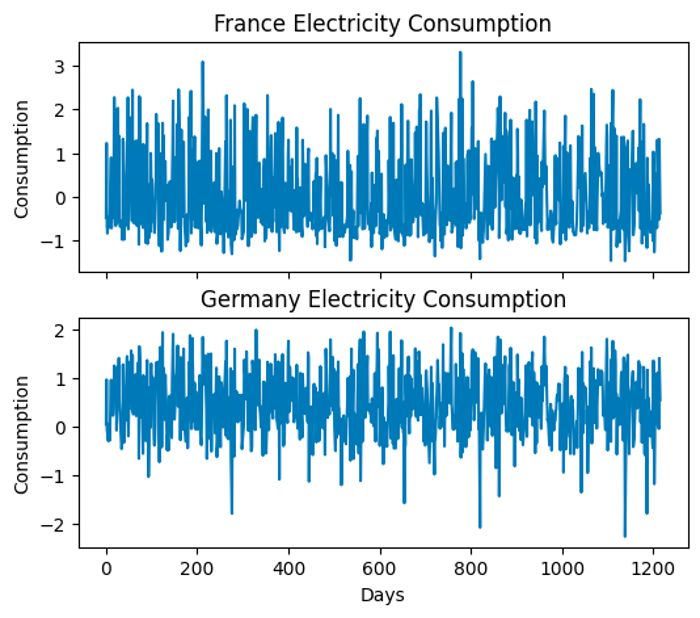 France Electricity Consumption
3
2
1
0
−1
Consumption
Germany Electricity Consumption
2
1
0
−1
−2
Consumption
0 200 400 600 800 1000 1200
Days